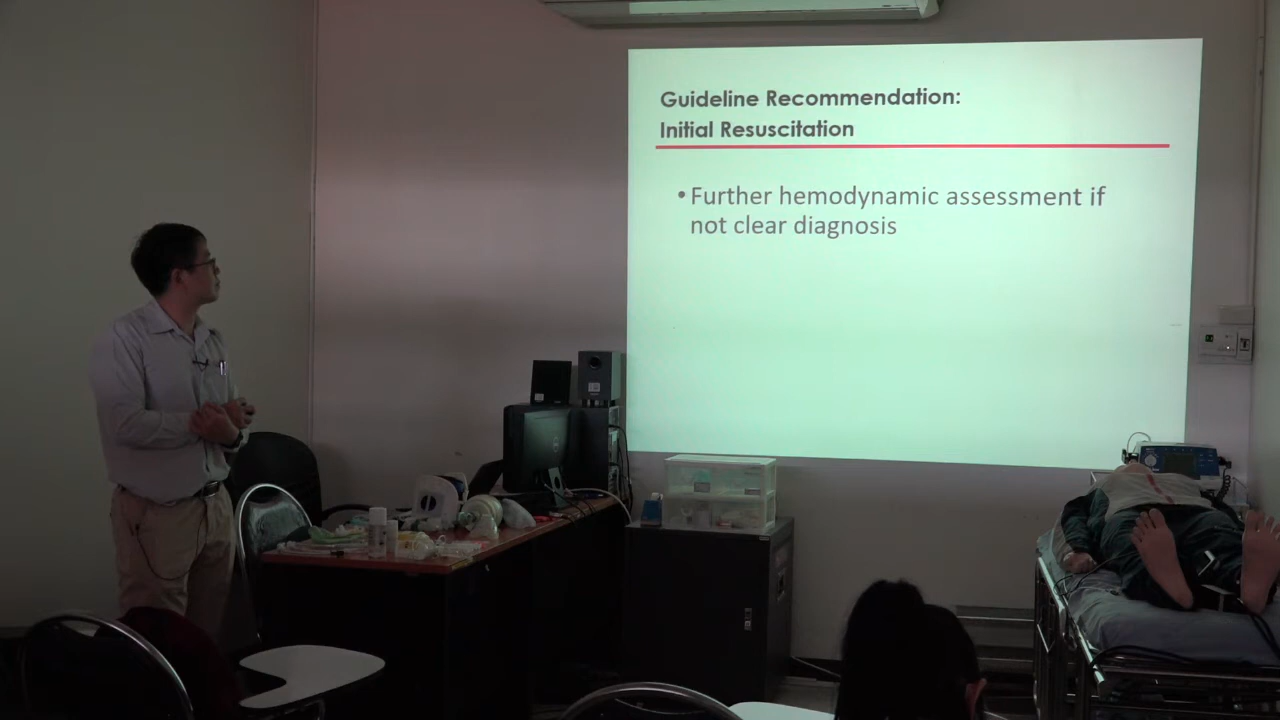 Guideline Recommendation:
Initial Resuscitation
• Further hemodynamic assessment if
not clear diagnosis